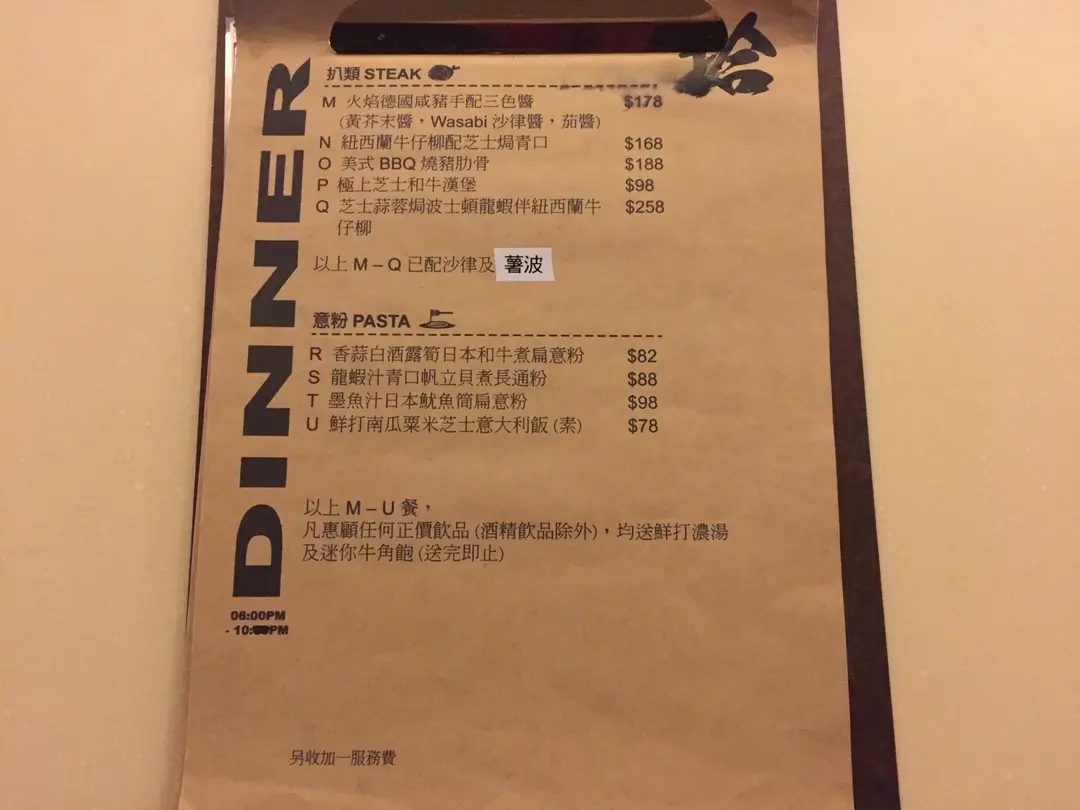 DINNER
06:00PM
- 10: PM
扒類 STEAK
M 火焰德國咸豬手配三色醬 $178
(黃芥末醬，Wasabi 沙律醬，茄醬)
N 紐西蘭牛仔柳配芝士焗青口 $168
O 美式 BBQ 燒豬肋骨 $188
P 極上芝士和牛漢堡 $98
Q 芝士蒜蓉焗波士頓龍蝦伴紐西蘭牛 $258
仔柳
以上 M – Q 已配沙律及 薯波
意粉 PASTA
R 香蒜白酒露筍日本和牛煮扁意粉 $82
S 龍蝦汁青口帆立貝煮長通粉 $88
T 墨魚汁日本魷魚筒扁意粉 $98
U 鮮打南瓜粟米芝士意大利飯 (素) $78
以上 M – U 餐，
凡惠顧任何正價飲品 (酒精飲品除外)，均送鮮打濃湯
及迷你牛角飽 (送完即止)
另收加一服務費